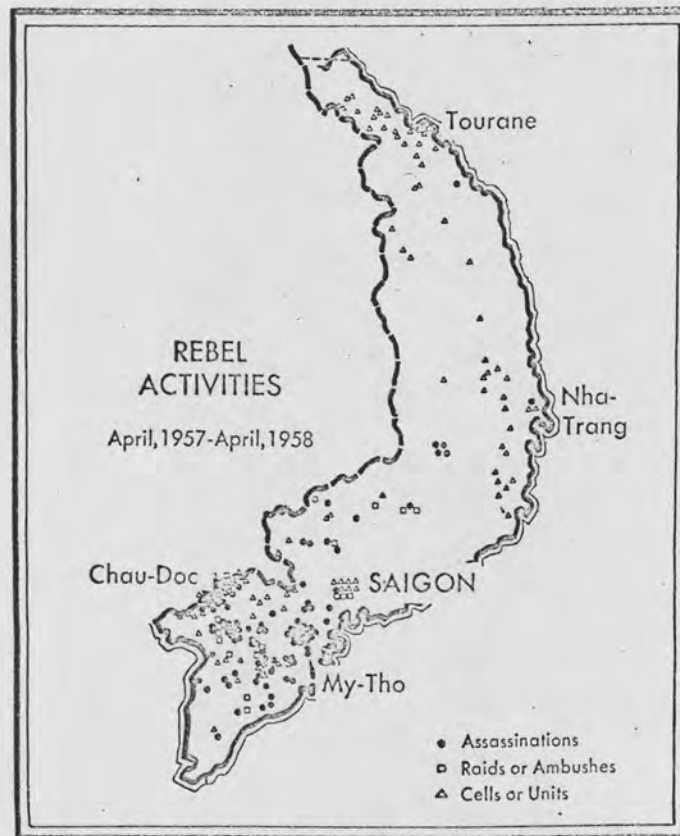 Tourane
REBEL
ACTIVITIES
April, 1957-April, 1958
Nha-
Trang
Chau-Doc
SAIGON
My-Tho
Assassinations
Raids or Ambushes
Cells or Units